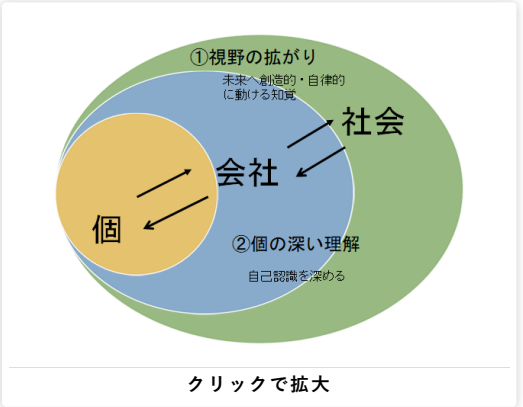 ①視野の拡がり
未来へ創造的・自律的
に動ける知覚
社会
会社
個
②個の深い理解
自己認識を深める
クリックで拡大